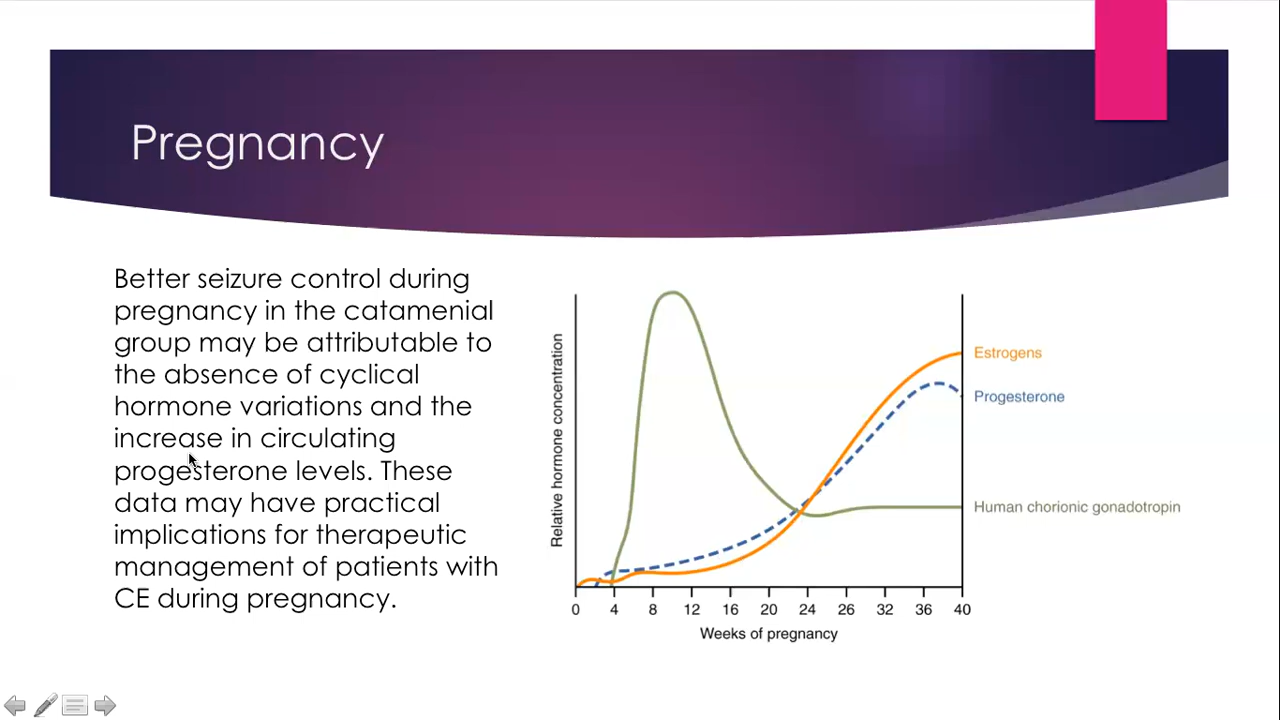 Pregnancy
Better seizure control during
pregnancy in the catamenial
group may be attributable to
the absence of cyclical
hormone variations and the
increase in circulating
progesterone levels. These
data may have practical
implications for therapeutic
management of patients with
CE during pregnancy.
Relative hormone concentration
Estrogens
Progesterone
Human chorionic gonadotropin
0 4 8 12 16 20 24 26 32 36 40
Weeks of pregnancy